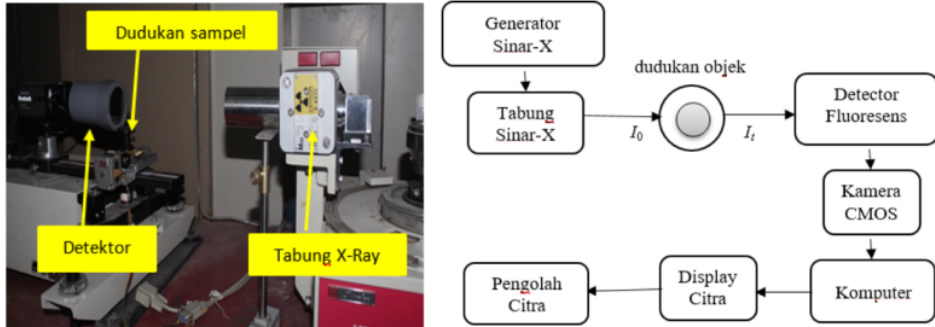 Dudukan sampel
Detektor
Tabung X-Ray
Generator
Sinar-X
Tabung
Sinar-X
I₀
dudukan objek
Iₜ
Detector
Fluoresens
Kamera
CMOS
Komputer
Display
Citra
Pengolah
Citra